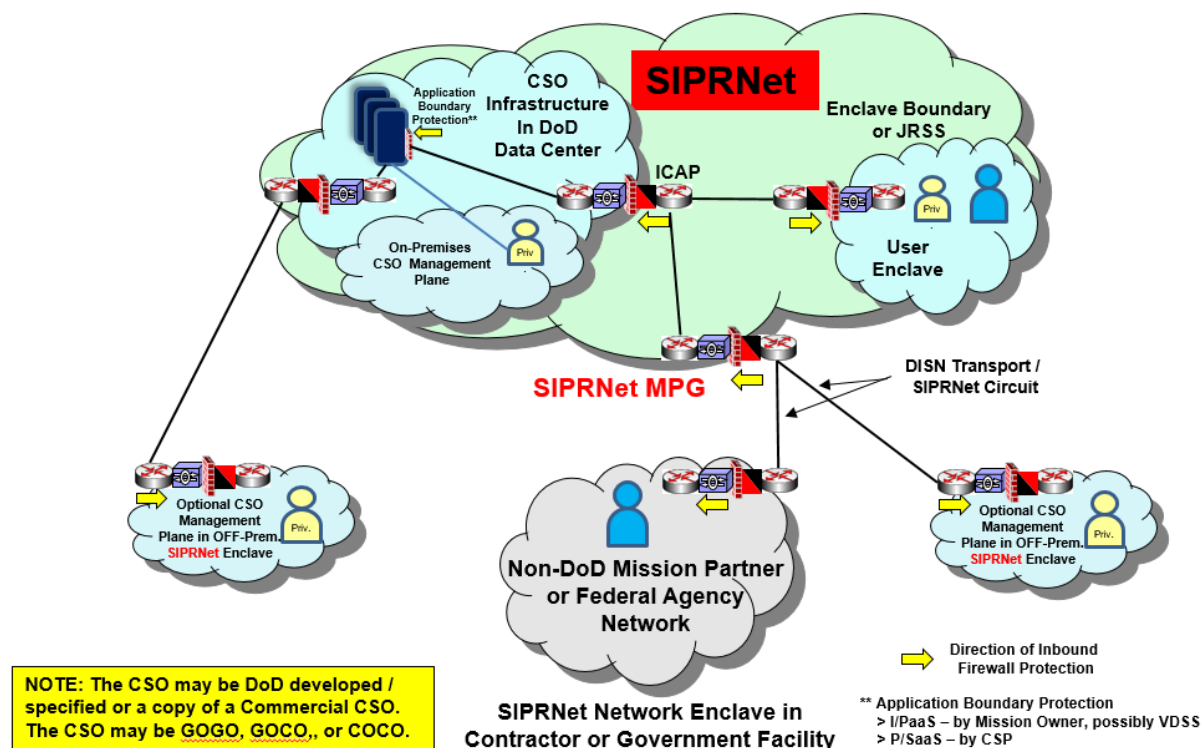 SIPRNet
CSO
Infrastructure
In DoD
Data Center
Application
Boundary
Protection**
Enclave Boundary
or JRSS
ICAP
Priv
User
Enclave
On-Premises
CSO Management
Plane
Priv
SIPRNet MPG
DISN Transport /
SIPRNet Circuit
Optional CSO
Management
Plane in OFF-Prem.
SIPRNet Enclave
Priv.
Non-DoD Mission Partner
or Federal Agency
Network
Optional CSO
Management
Plane in OFF-Prem.
SIPRNet Enclave
Priv.
NOTE: The CSO may be DoD developed /
specified or a copy of a Commercial CSO.
The CSO may be GOGO, GOCO,, or COCO.
SIPRNet Network Enclave in
Contractor or Government Facility
Direction of Inbound
Firewall Protection
** Application Boundary Protection
> I/PaaS – by Mission Owner, possibly VDSS
> P/SaaS – by CSP